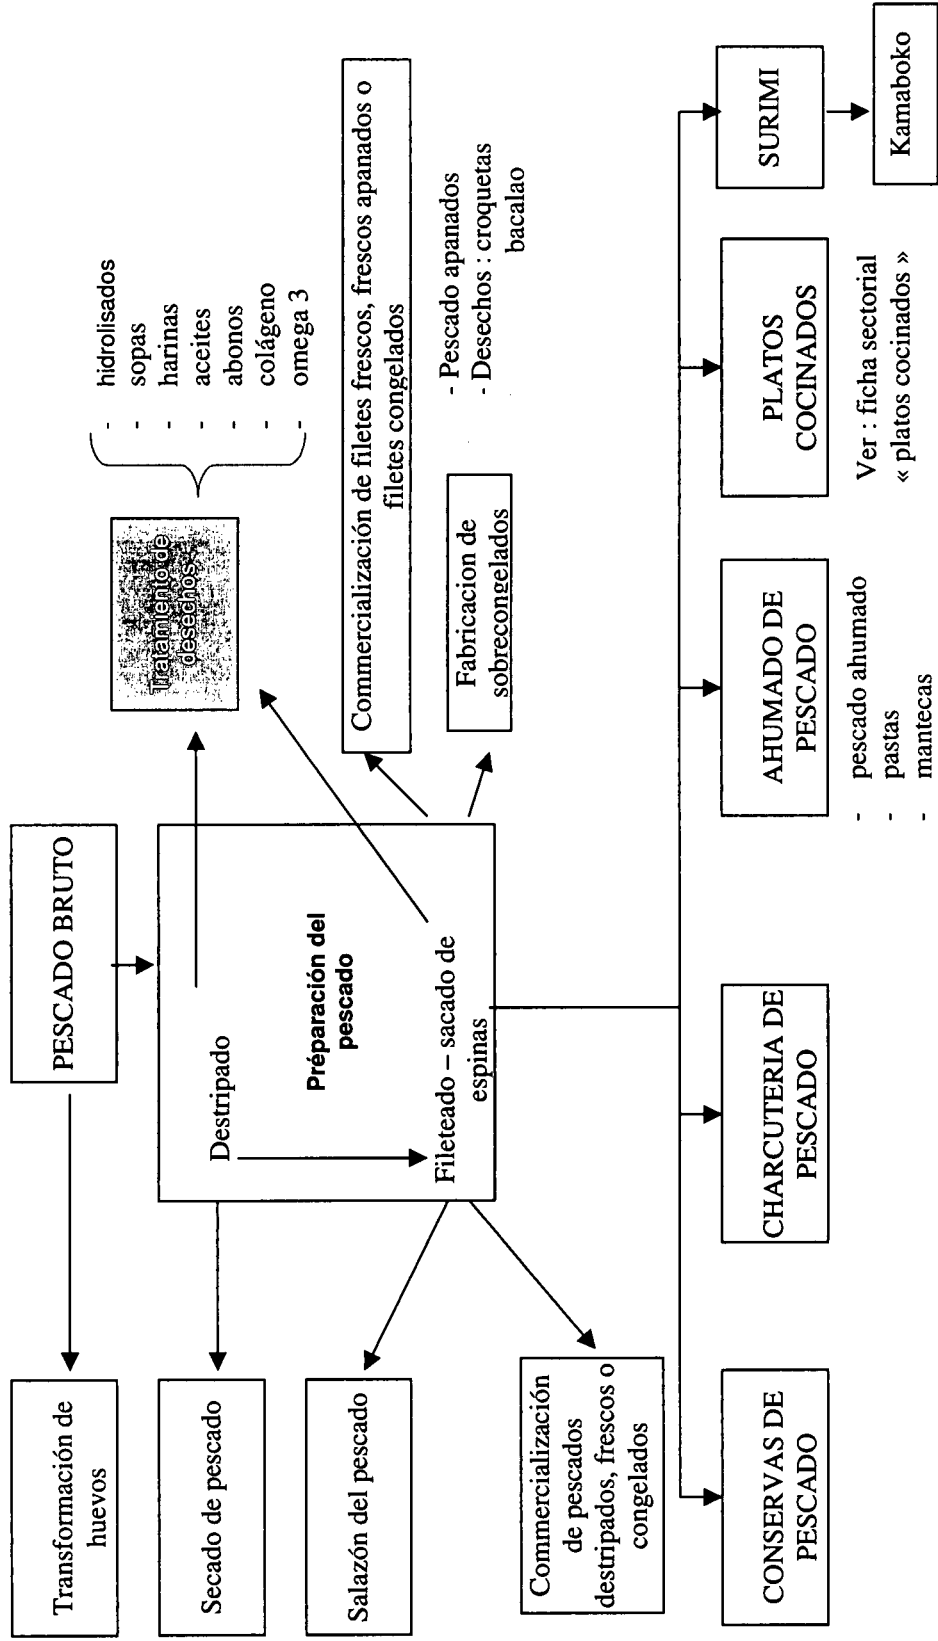 PESCADO BRUTO
Transformación de
huevos
Tratamiento de
desechos
- hidrolisados
- sopas
- harinas
- aceites
- abonos
- colágeno
- omega 3
Destripado
Préparación del
pescado
Fileteado – sacado de
espinas
Secado de pescado
Salazón del pescado
Commercialización
de pescados
destripados, frescos o
congelados
Commercialización de filetes frescos, frescos apanados o
filetes congelados
Fabricacion de
sobrecongelados
- Pescado apanados
- Desechos : croquetas
bacalao
CONSERVAS DE
PESCADO
CHARCUTERIA DE
PESCADO
AHUMADO DE
PESCADO
- pescado ahumado
- pastas
- mantecas
PLATOS
COCINADOS
Ver : ficha sectorial
« platos cocinados »
SURIMI
Kamaboko